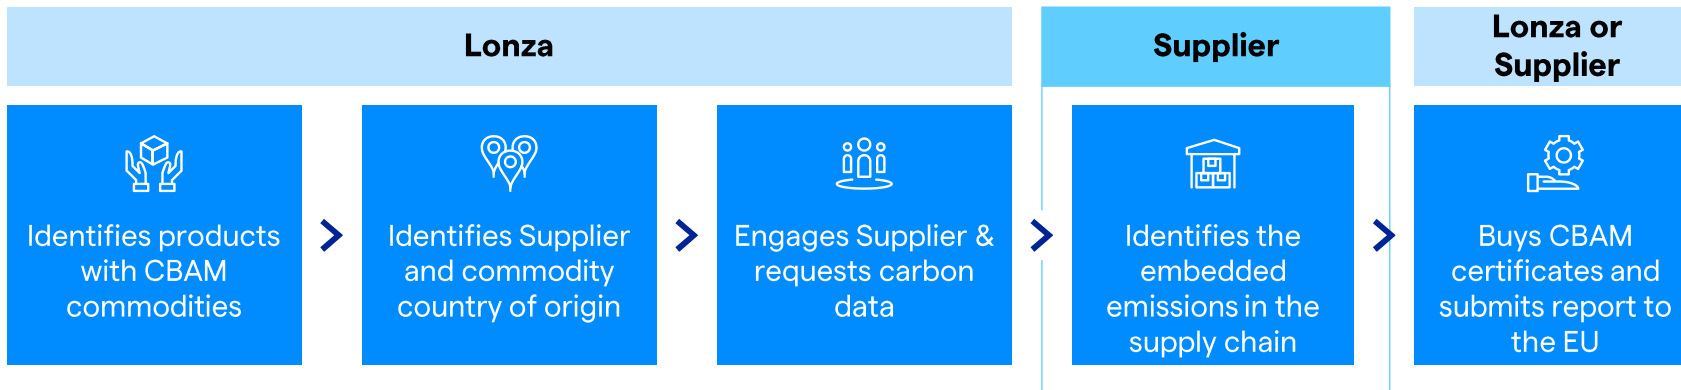 Lonza
Supplier
Lonza or
Supplier
Identifies products
with CBAM
commodities
Identifies Supplier
and commodity
country of origin
Engages Supplier &
requests carbon
data
Identifies the
embedded
emissions in the
supply chain
Buys CBAM
certificates and
submits report to
the EU